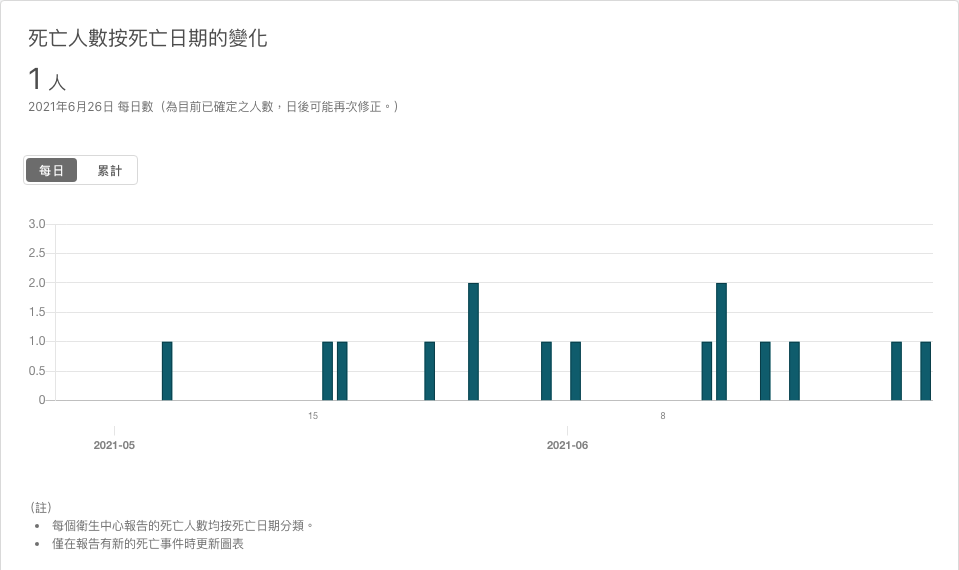 死亡人數按死亡日期的變化
1 人
2021年6月26日 每日數（為目前已確定之人數，日後可能再次修正。）
每日 累計
3.0
2.5
2.0
1.5
1.0
0.5
0
15 8
2021-05 2021-06
（註）
• 每個衛生中心報告的死亡人數均按死亡日期分類。
• 僅在報告有新的死亡事件時更新圖表